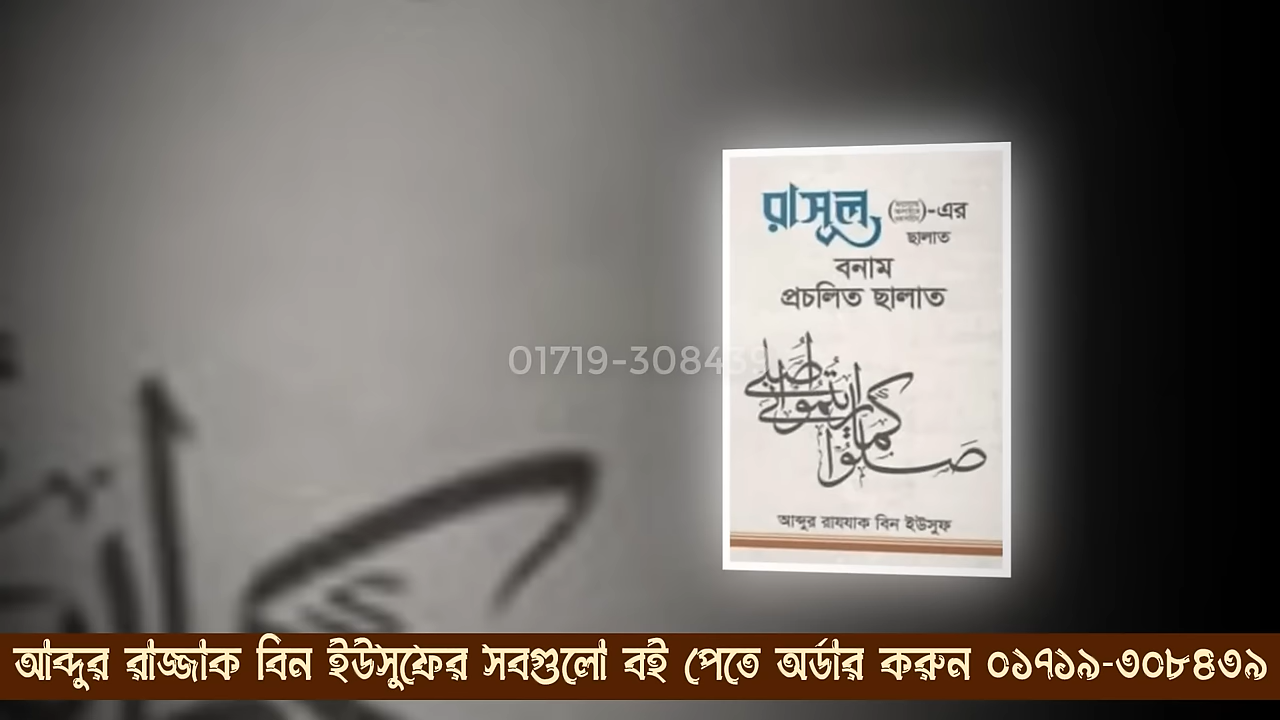 রাসূল (ছাল্লাল্লাহু আলাইহে ওয়াসাল্লাম)-এর
ছালাত
বনাম
প্রচলিত ছালাত
صلوا كما رأيتموني أصلي
আব্দুর রাযযাক বিন ইউসুফ
01719-308439
আব্দুর রাজ্জাক বিন ইউসুফের সবগুলো বই পেতে অর্ডার করুন ০১৭১৯-৩০৮৪৩৯